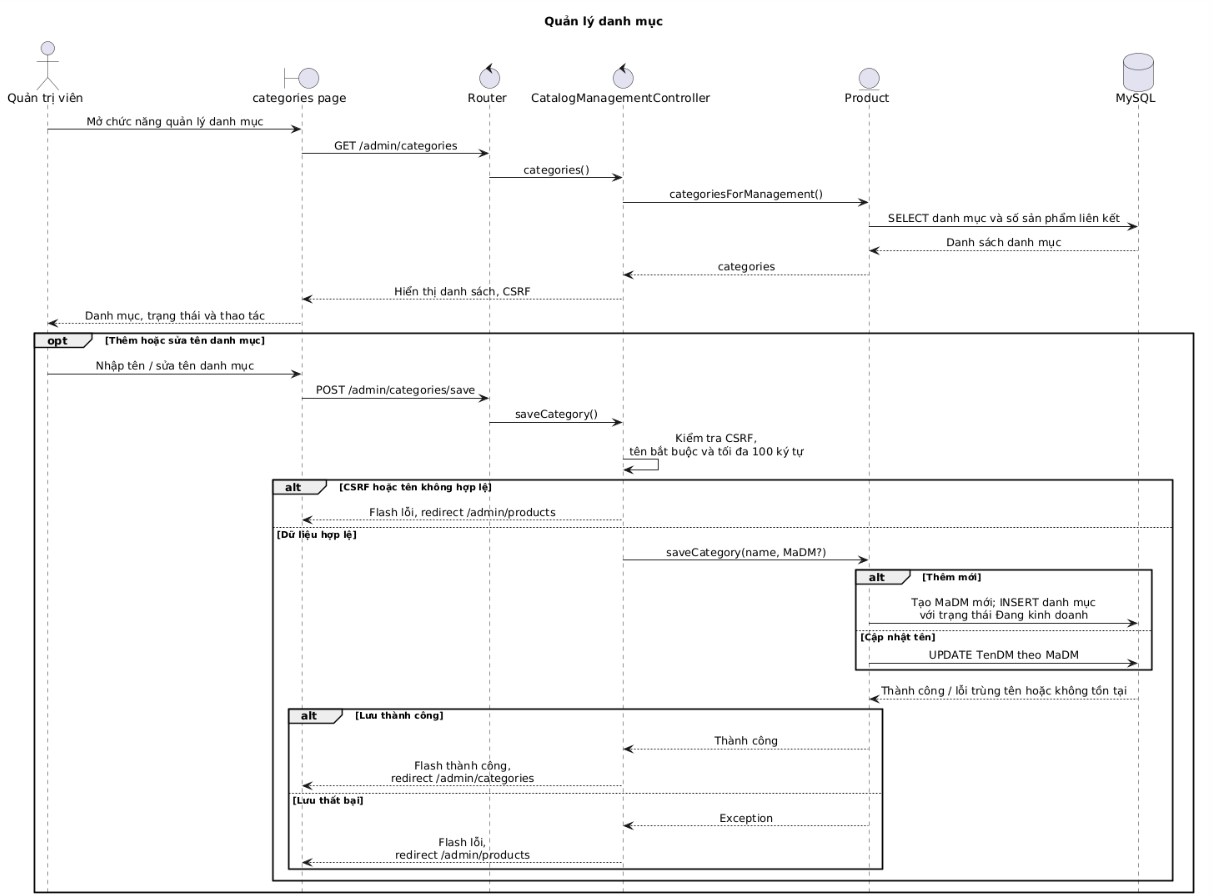 Quản lý danh mục
Quản trị viên
categories page
Router
CatalogManagementController
Product
MySQL
Mở chức năng quản lý danh mục
GET /admin/categories
categories()
categoriesForManagement()
SELECT danh mục và số sản phẩm liên kết
Danh sách danh mục
categories
Hiển thị danh sách, CSRF
Danh mục, trạng thái và thao tác
opt [Thêm hoặc sửa tên danh mục]
Nhập tên / sửa tên danh mục
POST /admin/categories/save
saveCategory()
Kiểm tra CSRF,
tên bắt buộc và tối đa 100 ký tự
alt [CSRF hoặc tên không hợp lệ]
Flash lỗi, redirect /admin/products
[Dữ liệu hợp lệ]
saveCategory(name, MaDM?)
alt [Thêm mới]
Tạo MaDM mới; INSERT danh mục
với trạng thái Đang kinh doanh
[Cập nhật tên]
UPDATE TenDM theo MaDM
Thành công / lỗi trùng tên hoặc không tồn tại
alt [Lưu thành công]
Thành công
Flash thành công,
redirect /admin/categories
[Lưu thất bại]
Exception
Flash lỗi,
redirect /admin/products